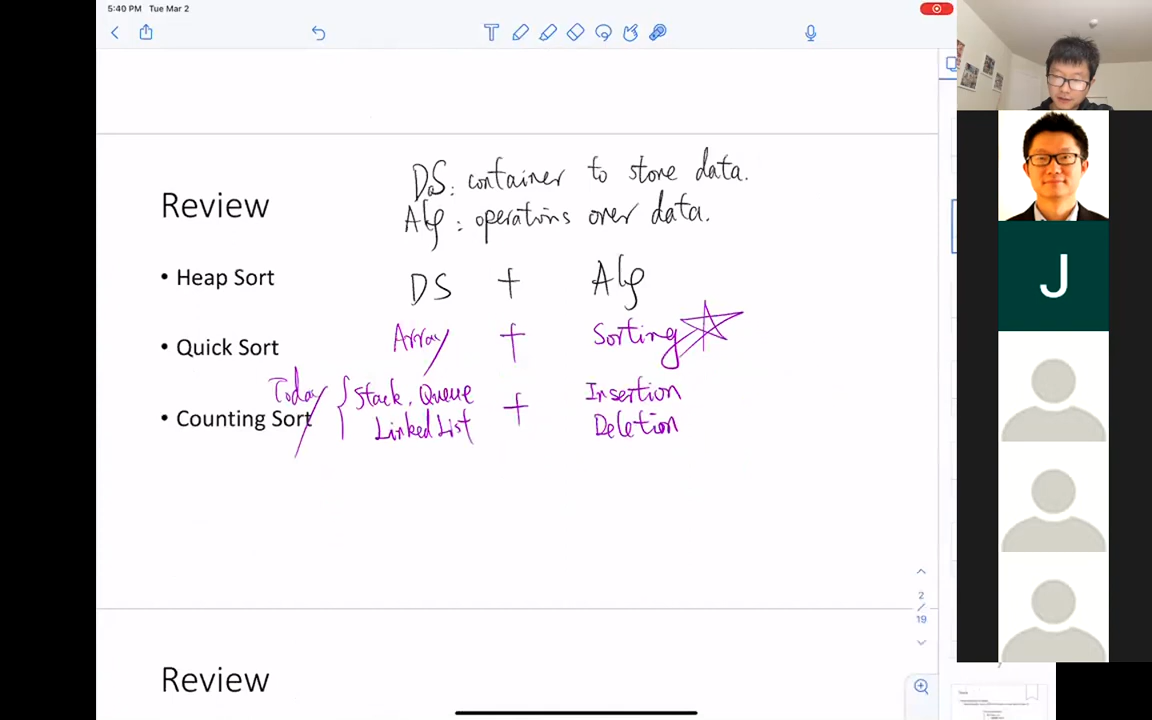 5:40 PM Tue Mar 2
DS: container to store data.
Review
Alg: operations over data.
• Heap Sort
DS + Alg
• Quick Sort
Array + Sorting
Today Stack, Queue + Insertion
• Counting Sort
Linked List Deletion
2
/
19
Review
J